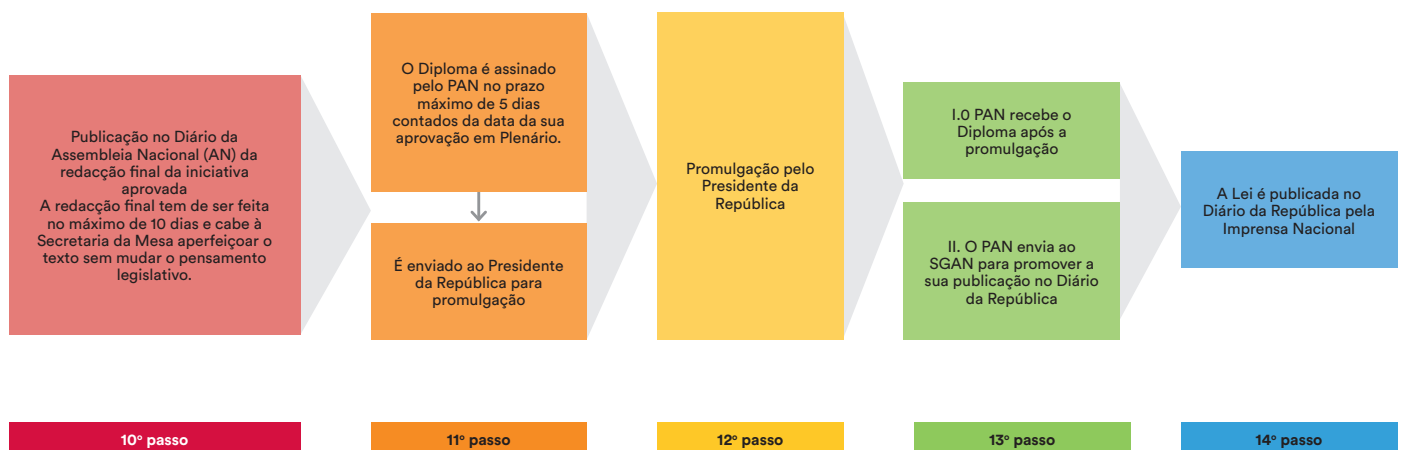 Publicação no Diário da
Assembleia Nacional (AN) da
redacção final da iniciativa
aprovada
A redacção final tem de ser feita
no máximo de 10 dias e cabe à
Secretaria da Mesa aperfeiçoar o
texto sem mudar o pensamento
legislativo.
O Diploma é assinado
pelo PAN no prazo
máximo de 5 dias
contados da data da sua
aprovação em Plenário.
É enviado ao Presidente
da República para
promulgação
Promulgação pelo
Presidente da
República
I.0 PAN recebe o
Diploma após a
promulgação
II. O PAN envia ao
SGAN para promover a
sua publicação no Diário
da República
A Lei é publicada no
Diário da República pela
Imprensa Nacional
10º passo
11º passo
12º passo
13º passo
14º passo